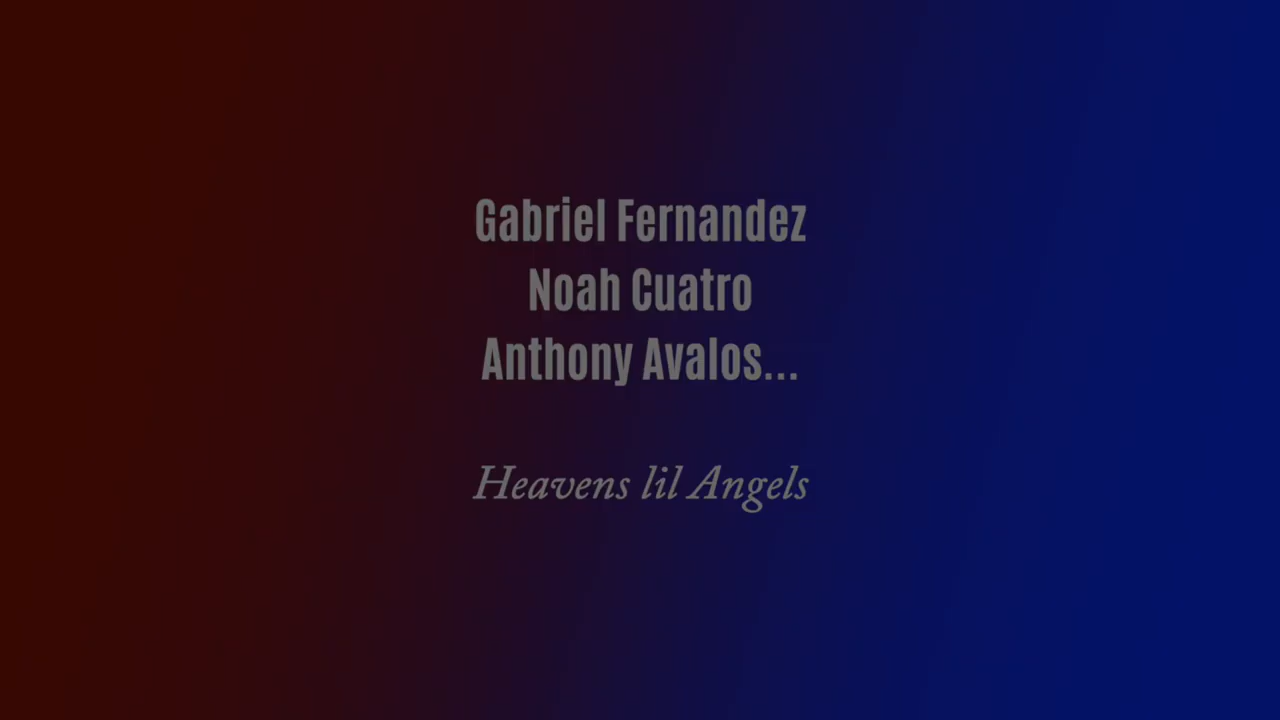 Gabriel Fernandez
Noah Cuatro
Anthony Avalos...
Heavens lil Angels